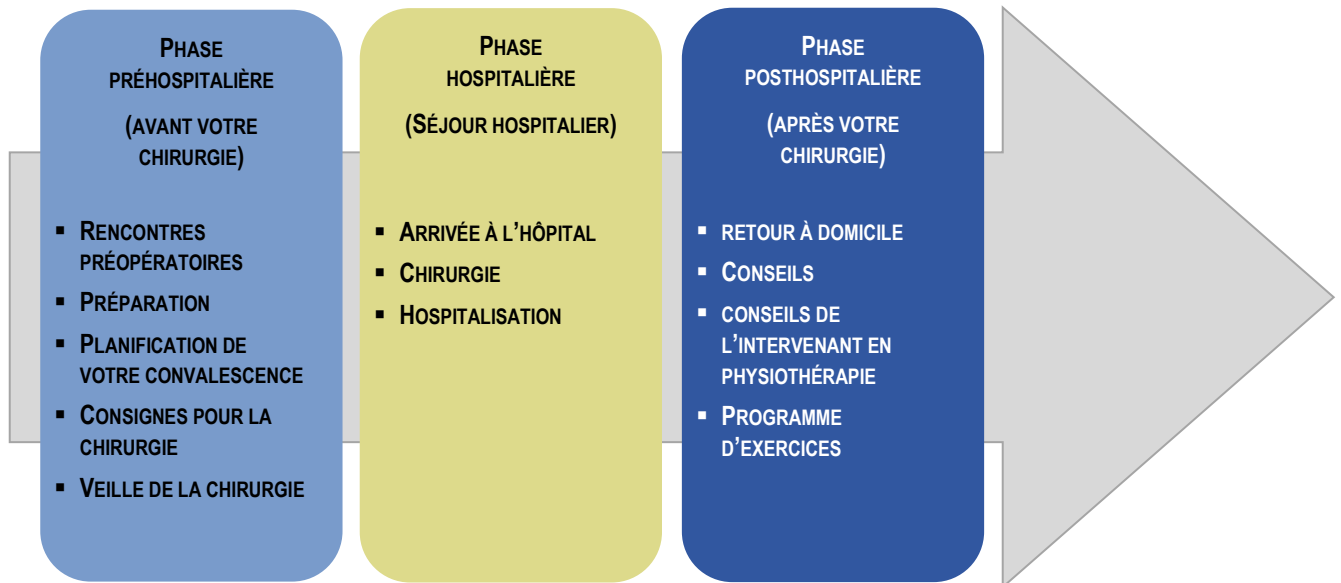 PHASE
PRÉHOSPITALIÈRE
(AVANT VOTRE
CHIRURGIE)
▪ RENCONTRES
PRÉOPÉRATOIRES
▪ PRÉPARATION
▪ PLANIFICATION DE
VOTRE CONVALESCENCE
▪ CONSIGNES POUR LA
CHIRURGIE
▪ VEILLE DE LA CHIRURGIE
PHASE
HOSPITALIÈRE
(SÉJOUR HOSPITALIER)
▪ ARRIVÉE À L'HÔPITAL
▪ CHIRURGIE
▪ HOSPITALISATION
PHASE
POSTHOSPITALIÈRE
(APRÈS VOTRE
CHIRURGIE)
▪ RETOUR À DOMICILE
▪ CONSEILS
▪ CONSEILS DE
L'INTERVENANT EN
PHYSIOTHÉRAPIE
▪ PROGRAMME
D'EXERCICES